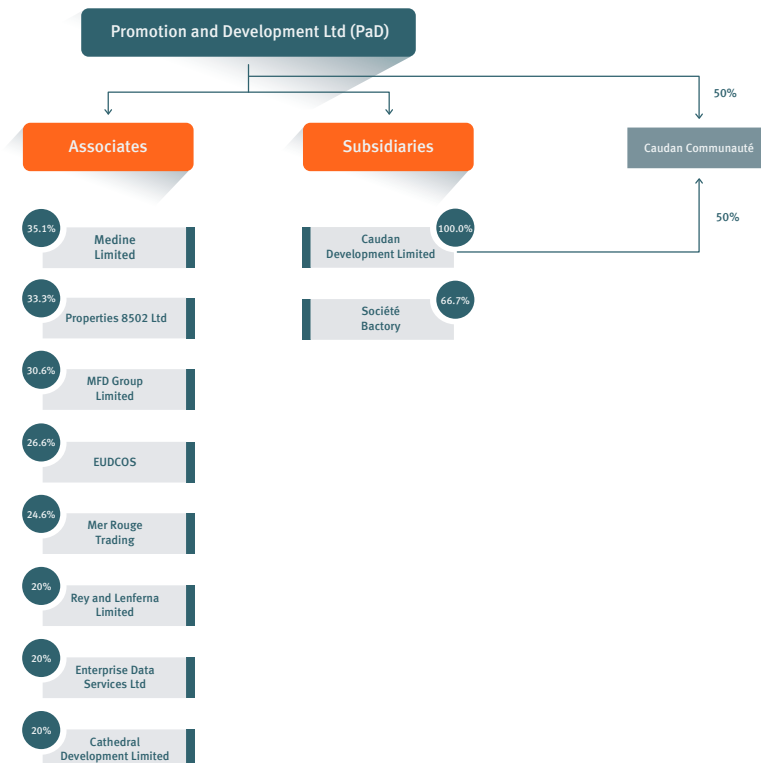 Promotion and Development Ltd (PaD)
50%
Associates
Subsidiaries
Caudan Communauté
50%
35.1%
Medine
Limited
100.0%
Caudan
Development Limited
33.3%
Properties 8502 Ltd
66.7%
Société
Bactory
30.6%
MFD Group
Limited
26.6%
EUDCOS
24.6%
Mer Rouge
Trading
20%
Rey and Lenferna
Limited
20%
Enterprise Data
Services Ltd
20%
Cathedral
Development Limited